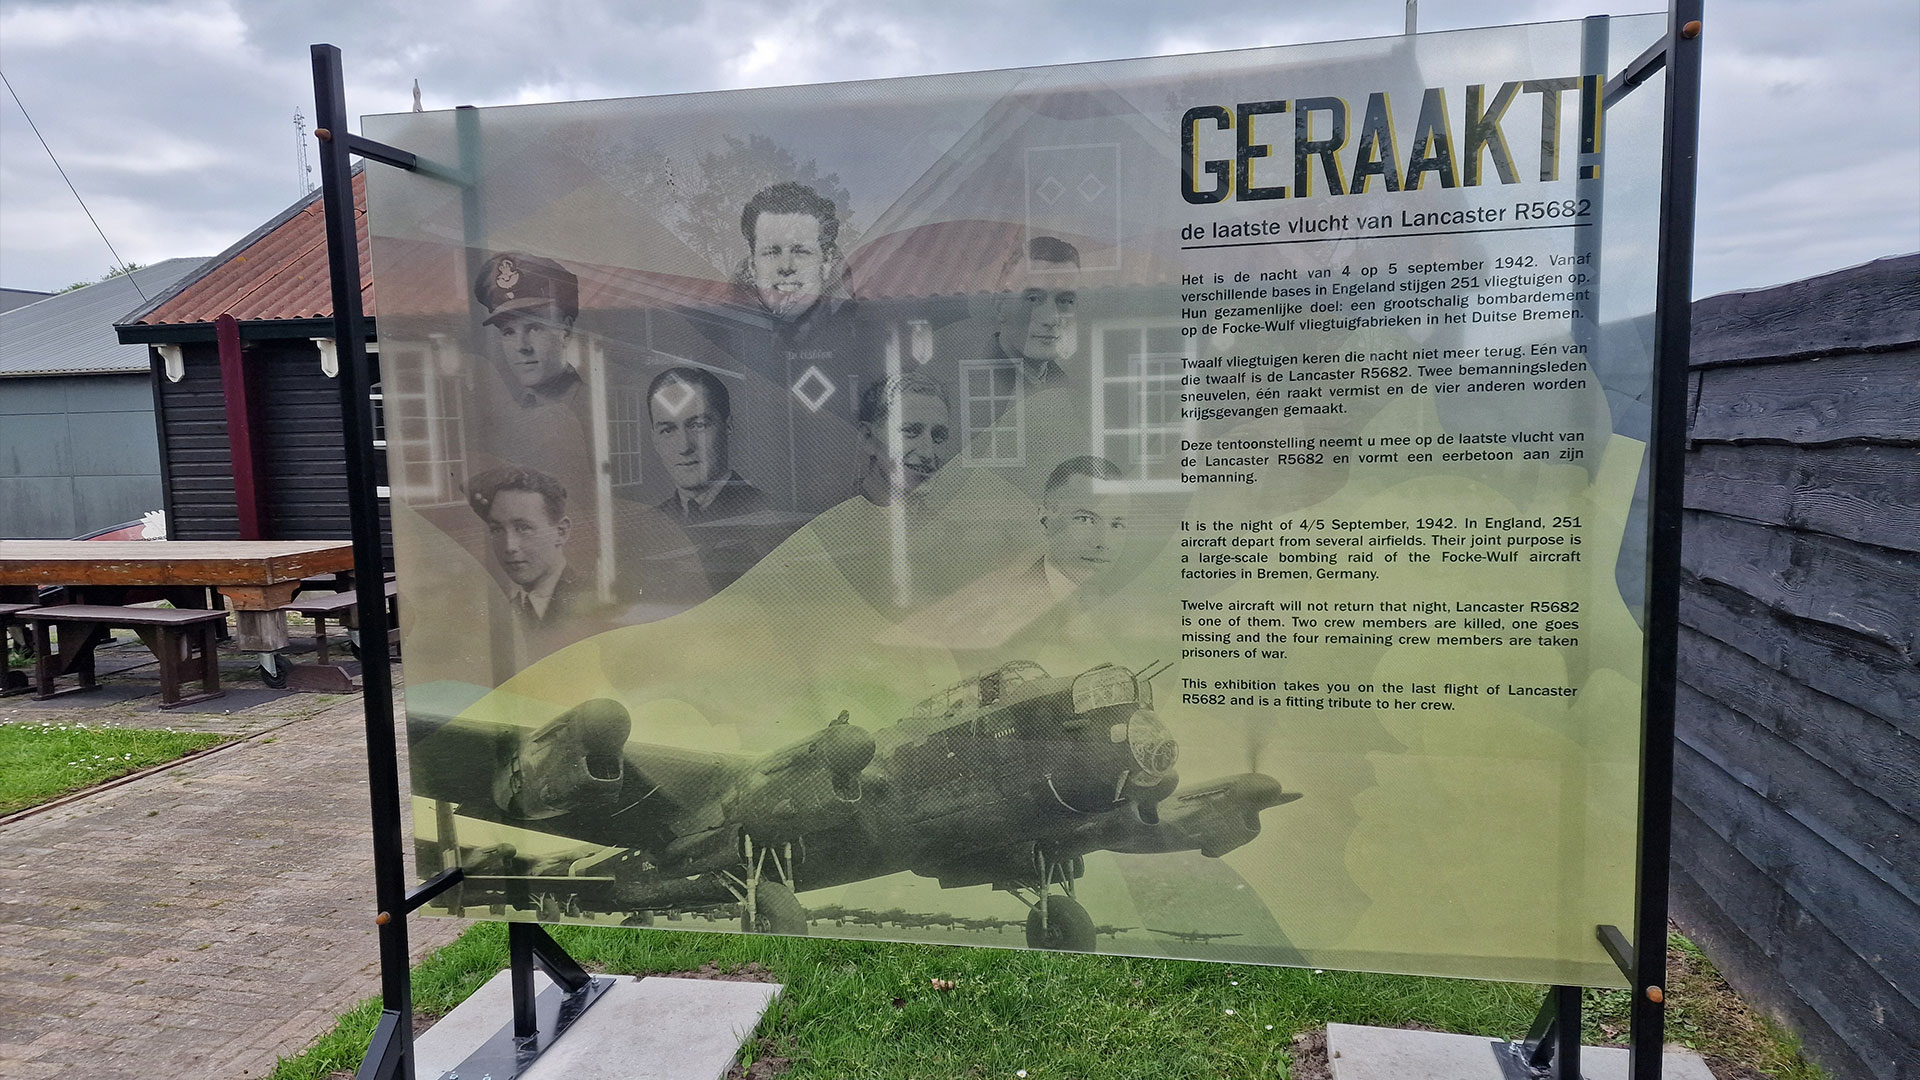 GERAAKT!
de laatste vlucht van Lancaster R5682
Het is de nacht van 4 op 5 september 1942. Vanaf
verschillende bases in Engeland stijgen 251 vliegtuigen op.
Hun gezamenlijke doel: een grootschalig bombardement
op de Focke-Wulf vliegtuigfabrieken in het Duitse Bremen.
Twaalf vliegtuigen keren die nacht niet meer terug. Eén van
die twaalf is de Lancaster R5682. Twee bemanningsleden
sneuvelen, één raakt vermist en de vier anderen worden
krijgsgevangen gemaakt.
Deze tentoonstelling neemt u mee op de laatste vlucht van
de Lancaster R5682 en vormt een eerbetoon aan zijn
bemanning.
It is the night of 4/5 September, 1942. In England, 251
aircraft depart from several airfields. Their joint purpose is
a large-scale bombing raid of the Focke-Wulf aircraft
factories in Bremen, Germany.
Twelve aircraft will not return that night, Lancaster R5682
is one of them. Two crew members are killed, one goes
missing and the four remaining crew members are taken
prisoners of war.
This exhibition takes you on the last flight of Lancaster
R5682 and is a fitting tribute to her crew.